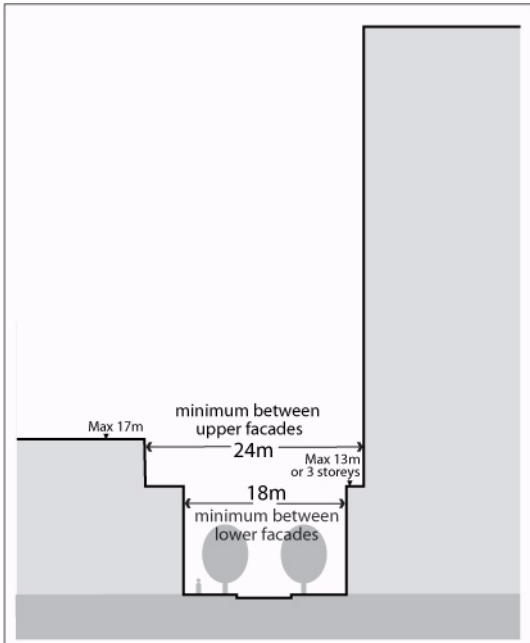 minimum between
upper facades
Max 17m
24m
Max 13m
or 3 storeys
18m
minimum between
lower facades